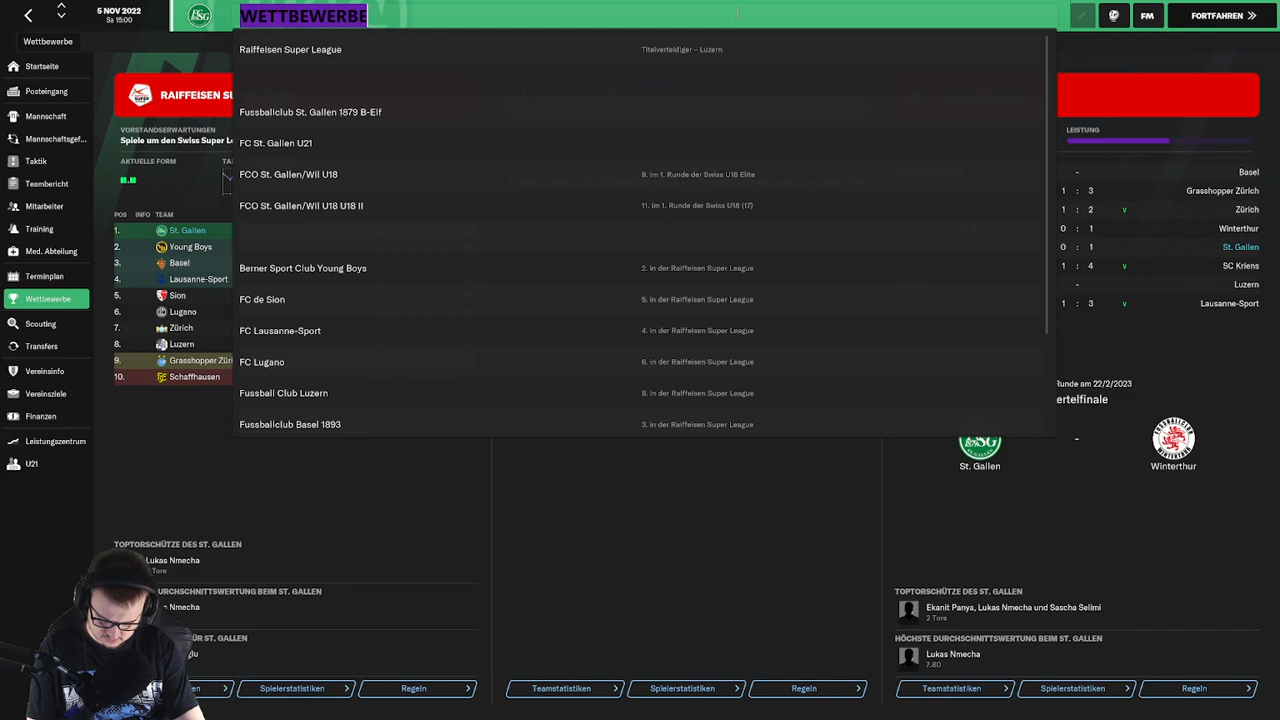 5 NOV 2022
Sa 15:00
WETTBEWERBE
FM
FORTFAHREN
Wettbewerbe
Startseite
Posteingang
Mannschaft
Mannschaftsgef...
Taktik
Teambericht
Mitarbeiter
Training
Med. Abteilung
Terminplan
Wettbewerbe
Scouting
Transfers
Vereinsinfo
Vereinsziele
Finanzen
Leistungszentrum
U21
Raiffeisen Super League Titelverteidiger – Luzern
Fussballclub St. Gallen 1879 B-Elf
FC St. Gallen U21
FCO St. Gallen/Wil U18 9. im 1. Runde der Swiss U18 Elite
FCO St. Gallen/Wil U18 U18 II 11. im 1. Runde der Swiss U18 (17)
Berner Sport Club Young Boys 2. in der Raiffeisen Super League
FC de Sion 5. in der Raiffeisen Super League
FC Lausanne-Sport 4. in der Raiffeisen Super League
FC Lugano 6. in der Raiffeisen Super League
Fussball Club Luzern 8. in der Raiffeisen Super League
Fussballclub Basel 1893 3. in der Raiffeisen Super League
RAIFFEISEN SU
VORSTANDSERWARTUNGEN
Spiele um den Swiss Super Le
AKTUELLE FORM TA
POS INFO TEAM
1. St. Gallen
2. Young Boys
3. Basel
4. Lausanne-Sport
5. Sion
6. Lugano
7. Zürich
8. Luzern
9. Grasshopper Züri
10. Schaffhausen
LEISTUNG
- Basel
1 : 3 Grasshopper Zürich
1 : 2 v Zürich
0 : 1 Winterthur
0 : 1 St. Gallen
1 : 4 v SC Kriens
- Luzern
1 : 3 v Lausanne-Sport
Runde am 22/2/2023
ertelfinale
FCSG
-
St. Gallen
Winterthur
TOPTORSCHÜTZE DES ST. GALLEN
Lukas Nmecha
Tore
URCHSCHNITTSWERTUNG BEIM ST. GALLEN
e Nmecha
ÜR ST. GALLEN
glu
en
Spielerstatistiken
Regeln
Teamstatistiken
Spielerstatistiken
Regeln
TOPTORSCHÜTZE DES ST. GALLEN
Ekanit Panya, Lukas Nmecha und Sascha Selimi
2 Tore
HÖCHSTE DURCHSCHNITTSWERTUNG BEIM ST. GALLEN
Lukas Nmecha
7.80
Teamstatistiken
Spielerstatistiken
Regeln